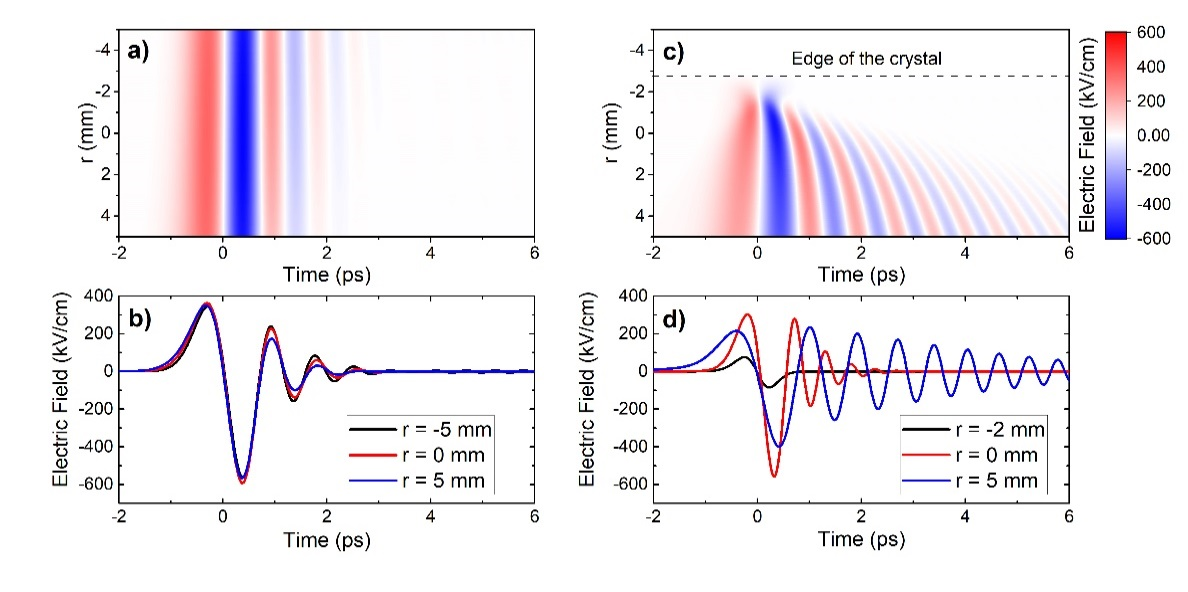 a)
-4
-2
0
2
4
r (mm)
-2 0 2 4 6
Time (ps)
c)
Edge of the crystal
-4
-2
0
2
4
r (mm)
-2 0 2 4 6
Time (ps)
Electric Field (kV/cm)
600
400
200
0.00
-200
-400
-600
b)
400
200
0
-200
-400
-600
Electric Field (kV/cm)
r = -5 mm
r = 0 mm
r = 5 mm
-2 0 2 4 6
Time (ps)
d)
400
200
0
-200
-400
-600
Electric Field (kV/cm)
r = -2 mm
r = 0 mm
r = 5 mm
-2 0 2 4 6
Time (ps)